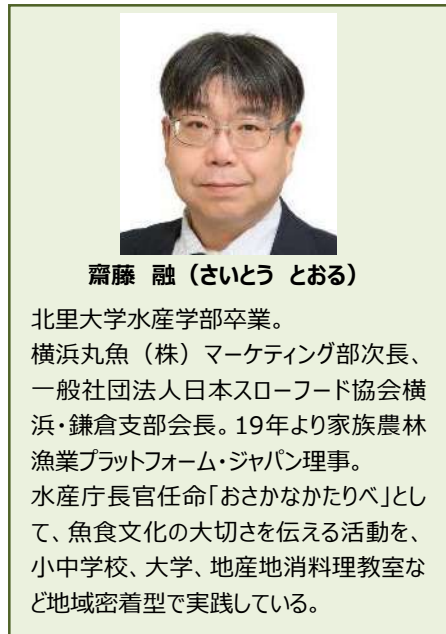 齋藤 融（さいとう とおる）
北里大学水産学部卒業。
横浜丸魚（株）マーケティング部次長、
一般社団法人日本スローフード協会横
浜・鎌倉支部会長。19年より家族農林
漁業プラットフォーム・ジャパン理事。
水産庁長官任命「おさかなかたりべ」とし
て、魚食文化の大切さを伝える活動を、
小中学校、大学、地産地消料理教室な
ど地域密着型で実践している。